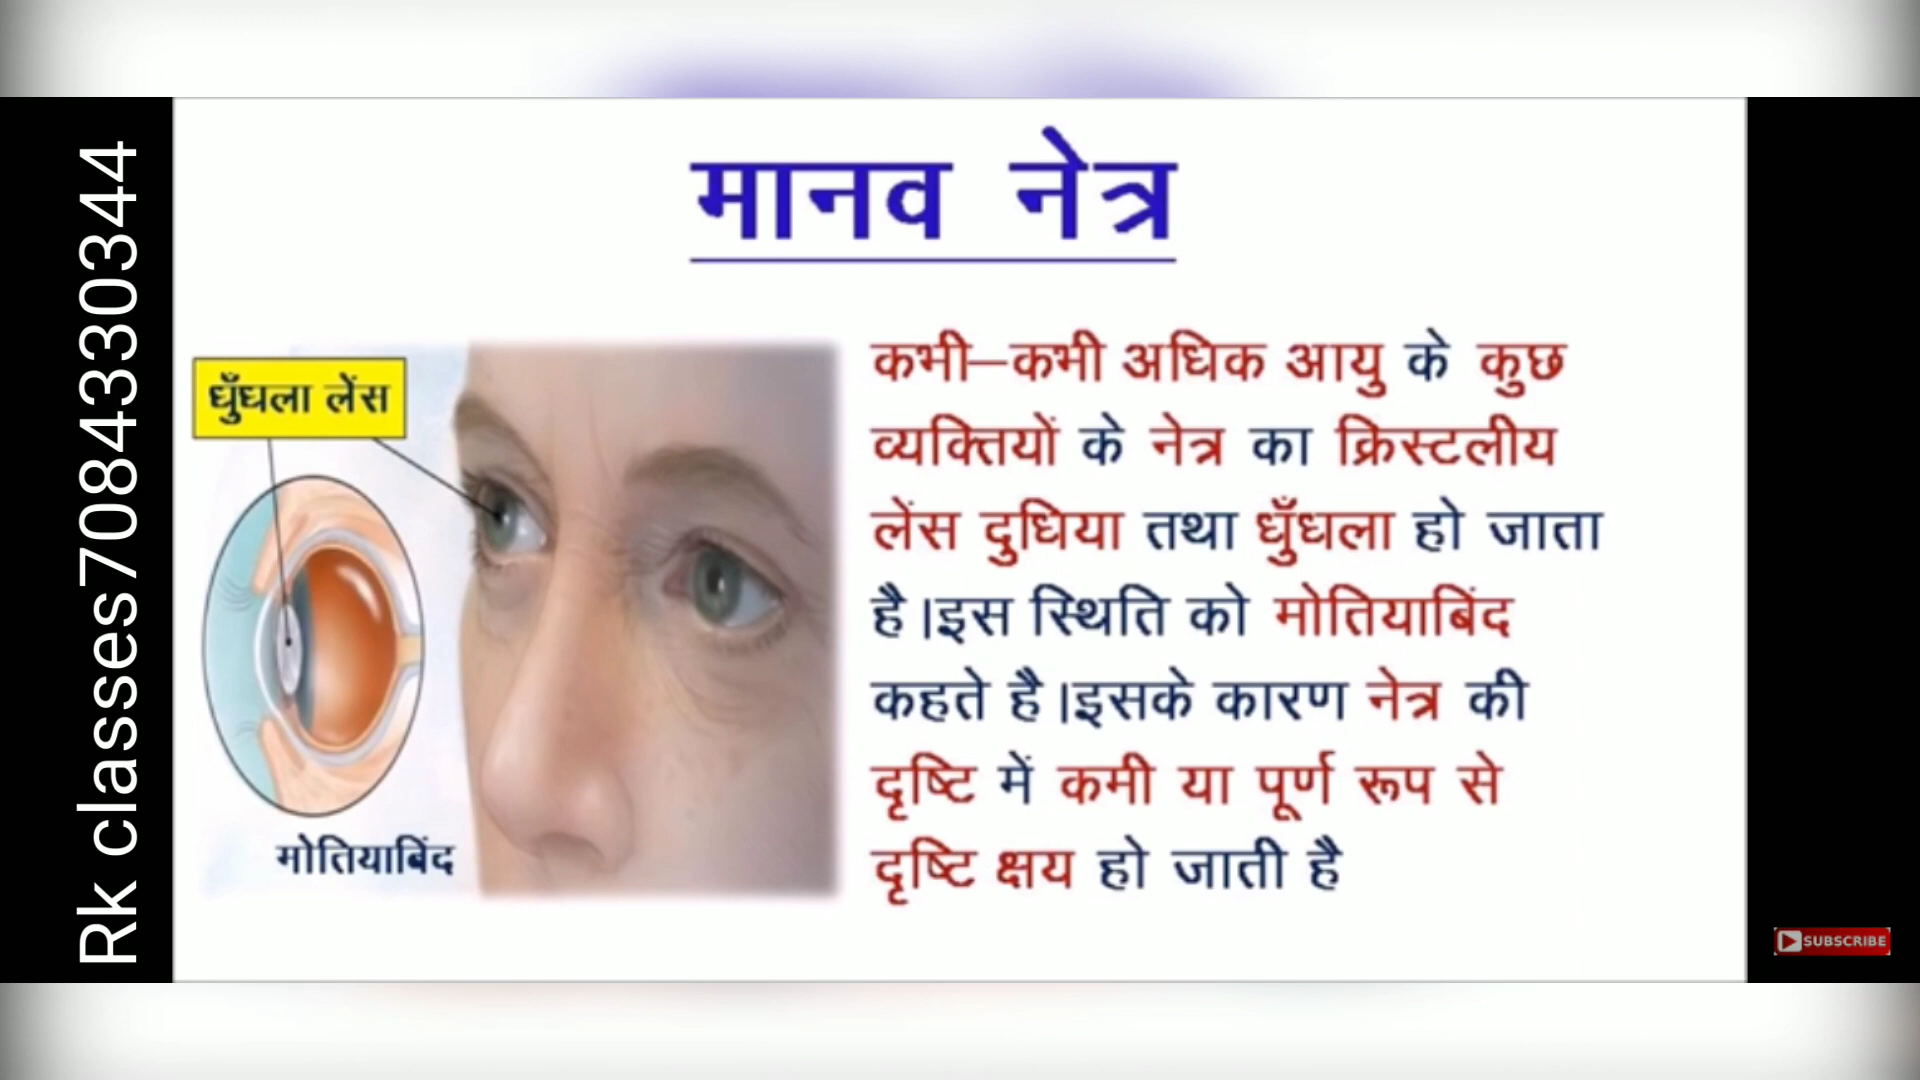 मानव नेत्र
Rk classes7084330344
धुँधला लेंस
मोतियाबिंद
कभी–कभी अधिक आयु के कुछ
व्यक्तियों के नेत्र का क्रिस्टलीय
लेंस दुधिया तथा धुँधला हो जाता
है।इस स्थिति को मोतियाबिंद
कहते है।इसके कारण नेत्र की
दृष्टि में कमी या पूर्ण रूप से
दृष्टि क्षय हो जाती है
SUBSCRIBE